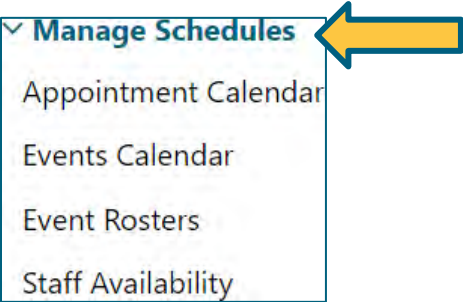 Manage Schedules
Appointment Calendar
Events Calendar
Event Rosters
Staff Availability